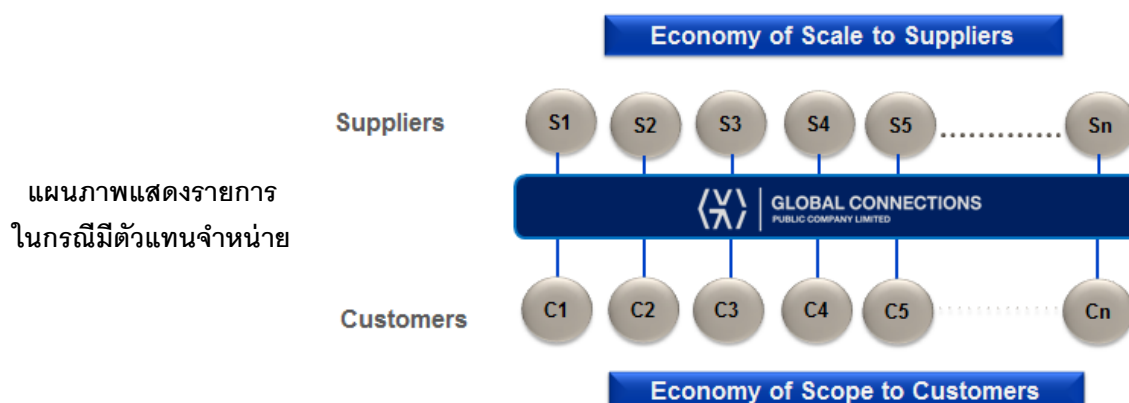 Economy of Scale to Suppliers
Suppliers
S1 S2 S3 S4 S5 Sn
แผนภาพแสดงรายการ
ในกรณีมีตัวแทนจำหน่าย
GLOBAL CONNECTIONS
PUBLIC COMPANY LIMITED
Customers
C1 C2 C3 C4 C5 Cn
Economy of Scope to Customers